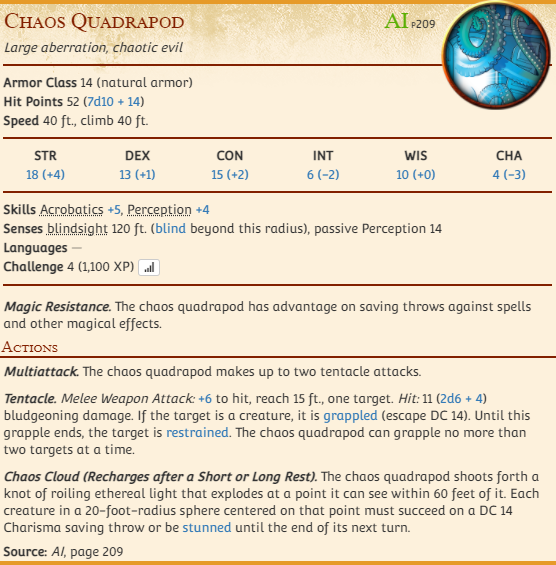 Chaos Quadrapod
AI P209
Large aberration, chaotic evil
Armor Class 14 (natural armor)
Hit Points 52 (7d10 + 14)
Speed 40 ft., climb 40 ft.
STR DEX CON INT WIS CHA
18 (+4) 13 (+1) 15 (+2) 6 (−2) 10 (+0) 4 (−3)
Skills Acrobatics +5, Perception +4
Senses blindsight 120 ft. (blind beyond this radius), passive Perception 14
Languages —
Challenge 4 (1,100 XP)
Magic Resistance. The chaos quadrapod has advantage on saving throws against spells
and other magical effects.
Actions
Multiattack. The chaos quadrapod makes up to two tentacle attacks.
Tentacle. Melee Weapon Attack: +6 to hit, reach 15 ft., one target. Hit: 11 (2d6 + 4)
bludgeoning damage. If the target is a creature, it is grappled (escape DC 14). Until this
grapple ends, the target is restrained. The chaos quadrapod can grapple no more than
two targets at a time.
Chaos Cloud (Recharges after a Short or Long Rest). The chaos quadrapod shoots forth a
knot of roiling ethereal light that explodes at a point it can see within 60 feet of it. Each
creature in a 20-foot-radius sphere centered on that point must succeed on a DC 14
Charisma saving throw or be stunned until the end of its next turn.
Source: AI, page 209